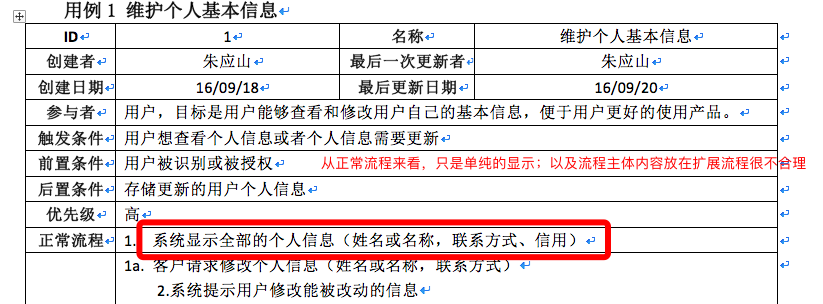 用例 1 维护个人基本信息
ID 1 名称 维护个人基本信息
创建者 朱应山 最后一次更新者 朱应山
创建日期 16/09/18 最后更新日期 16/09/20
参与者 用户，目标是用户能够查看和修改用户自己的基本信息，便于用户更好的使用产品。
触发条件 用户想查看个人信息或者个人信息需要更新
前置条件 用户被识别或被授权 从正常流程来看，只是单纯的显示；以及流程主体内容放在扩展流程很不合理
后置条件 存储更新的用户个人信息
优先级 高
正常流程 1. 系统显示全部的个人信息（姓名或名称，联系方式、信用）
1a. 客户请求修改个人信息（姓名或名称，联系方式）
2.系统提示用户修改能被改动的信息